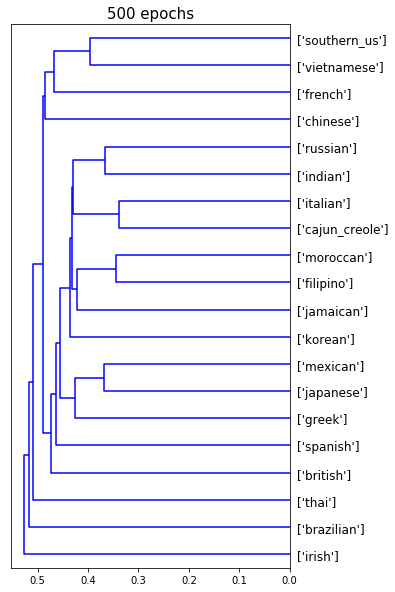 500 epochs
['southern_us']
['vietnamese']
['french']
['chinese']
['russian']
['indian']
['italian']
['cajun_creole']
['moroccan']
['filipino']
['jamaican']
['korean']
['mexican']
['japanese']
['greek']
['spanish']
['british']
['thai']
['brazilian']
['irish']
0.5 0.4 0.3 0.2 0.1 0.0